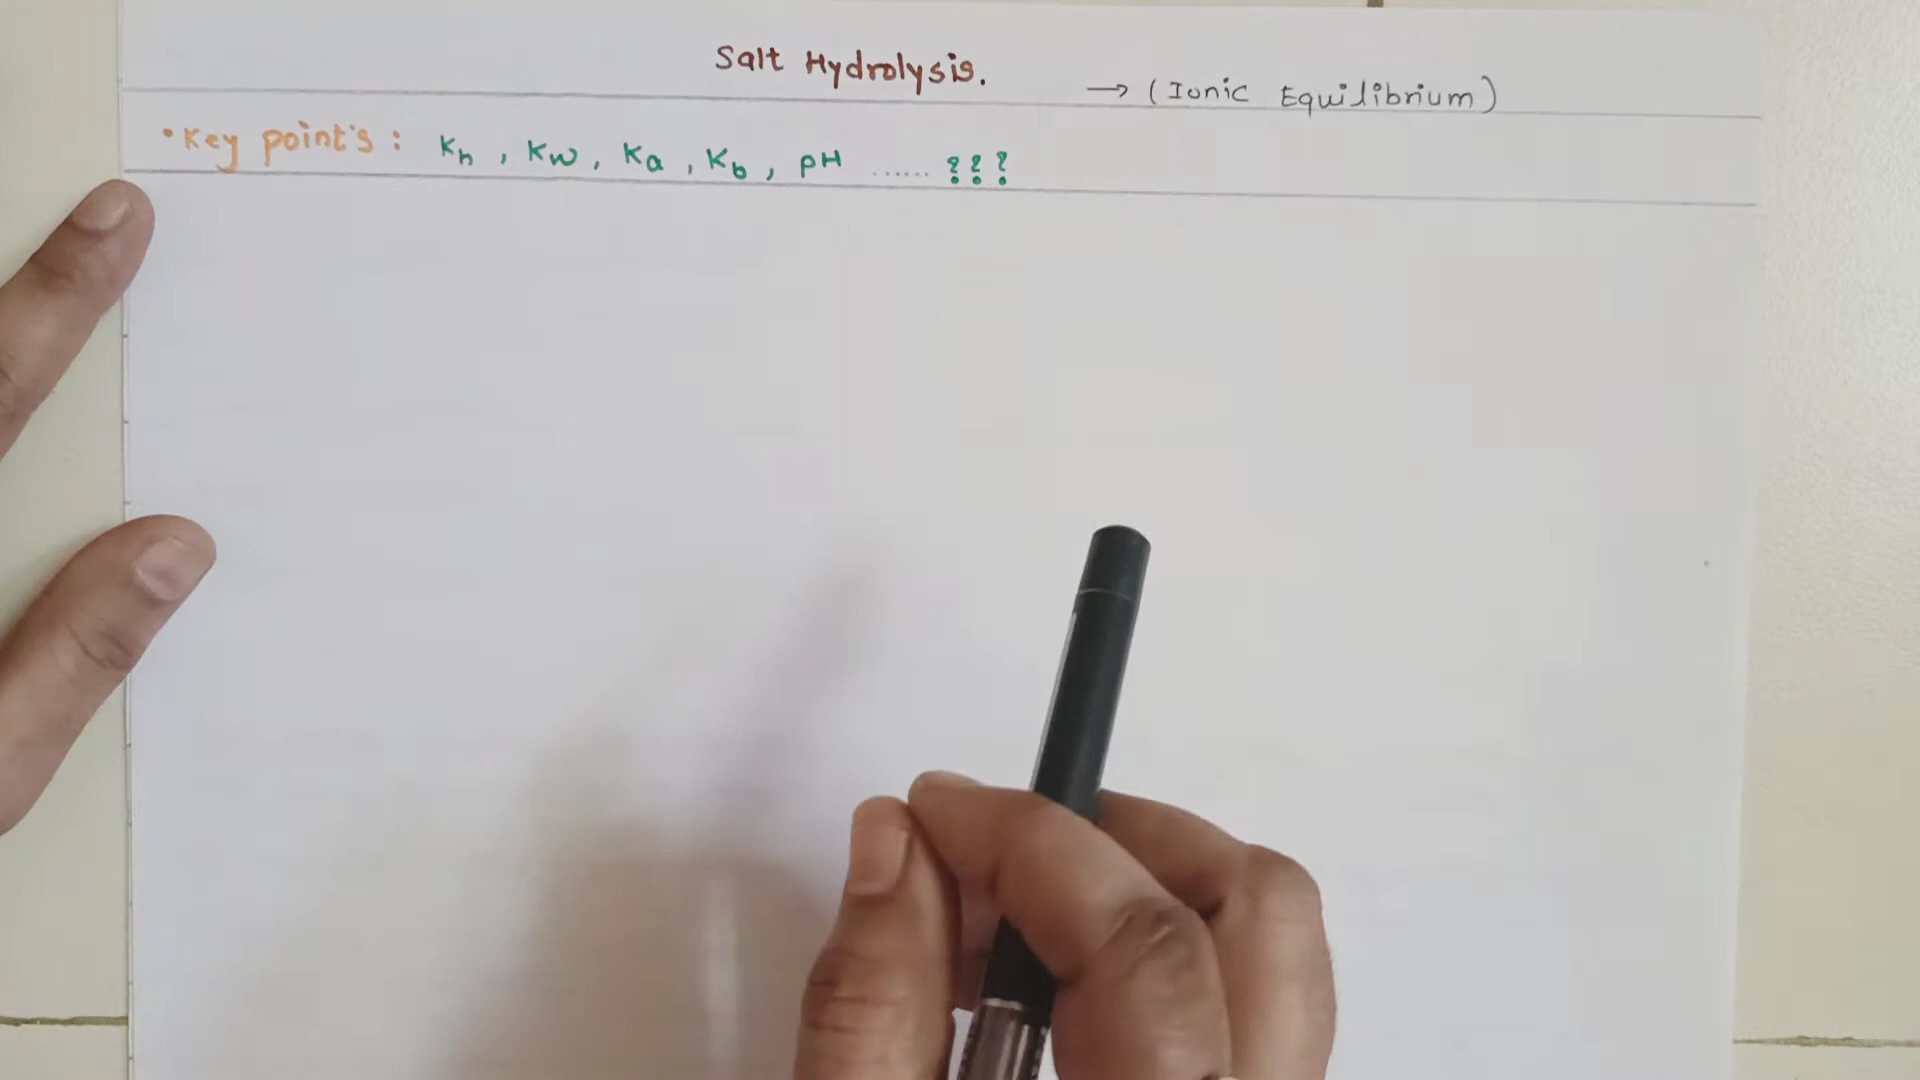 Salt Hydrolysis.
→ (Ionic Equilibrium)
• Key point's : Kh , Kw , Ka , Kb , pH ...... ???